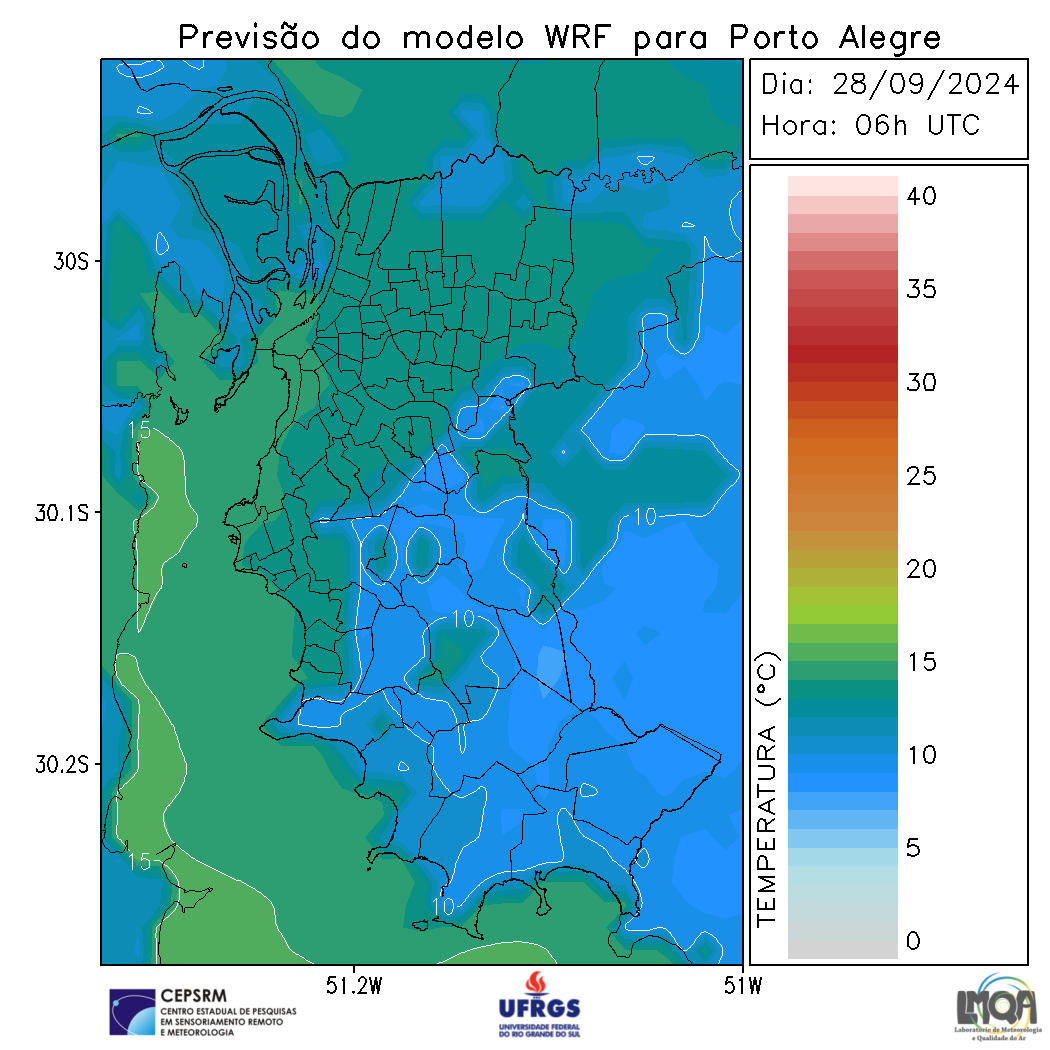 Previsão do modelo WRF para Porto Alegre
Dia: 28/09/2024
Hora: 06h UTC
40
35
30
25
20
15
10
5
0
TEMPERATURA (°C)
30S
30.1S
30.2S
51.2W
51W
15
10
10
15
10
CEPSRM
CENTRO ESTADUAL DE PESQUISAS
EM SENSORIAMENTO REMOTO
E METEOROLOGIA
UFRGS
UNIVERSIDADE FEDERAL
DO RIO GRANDE DO SUL
LMQA
Laboratório de Meteorologia
e Qualidade do Ar